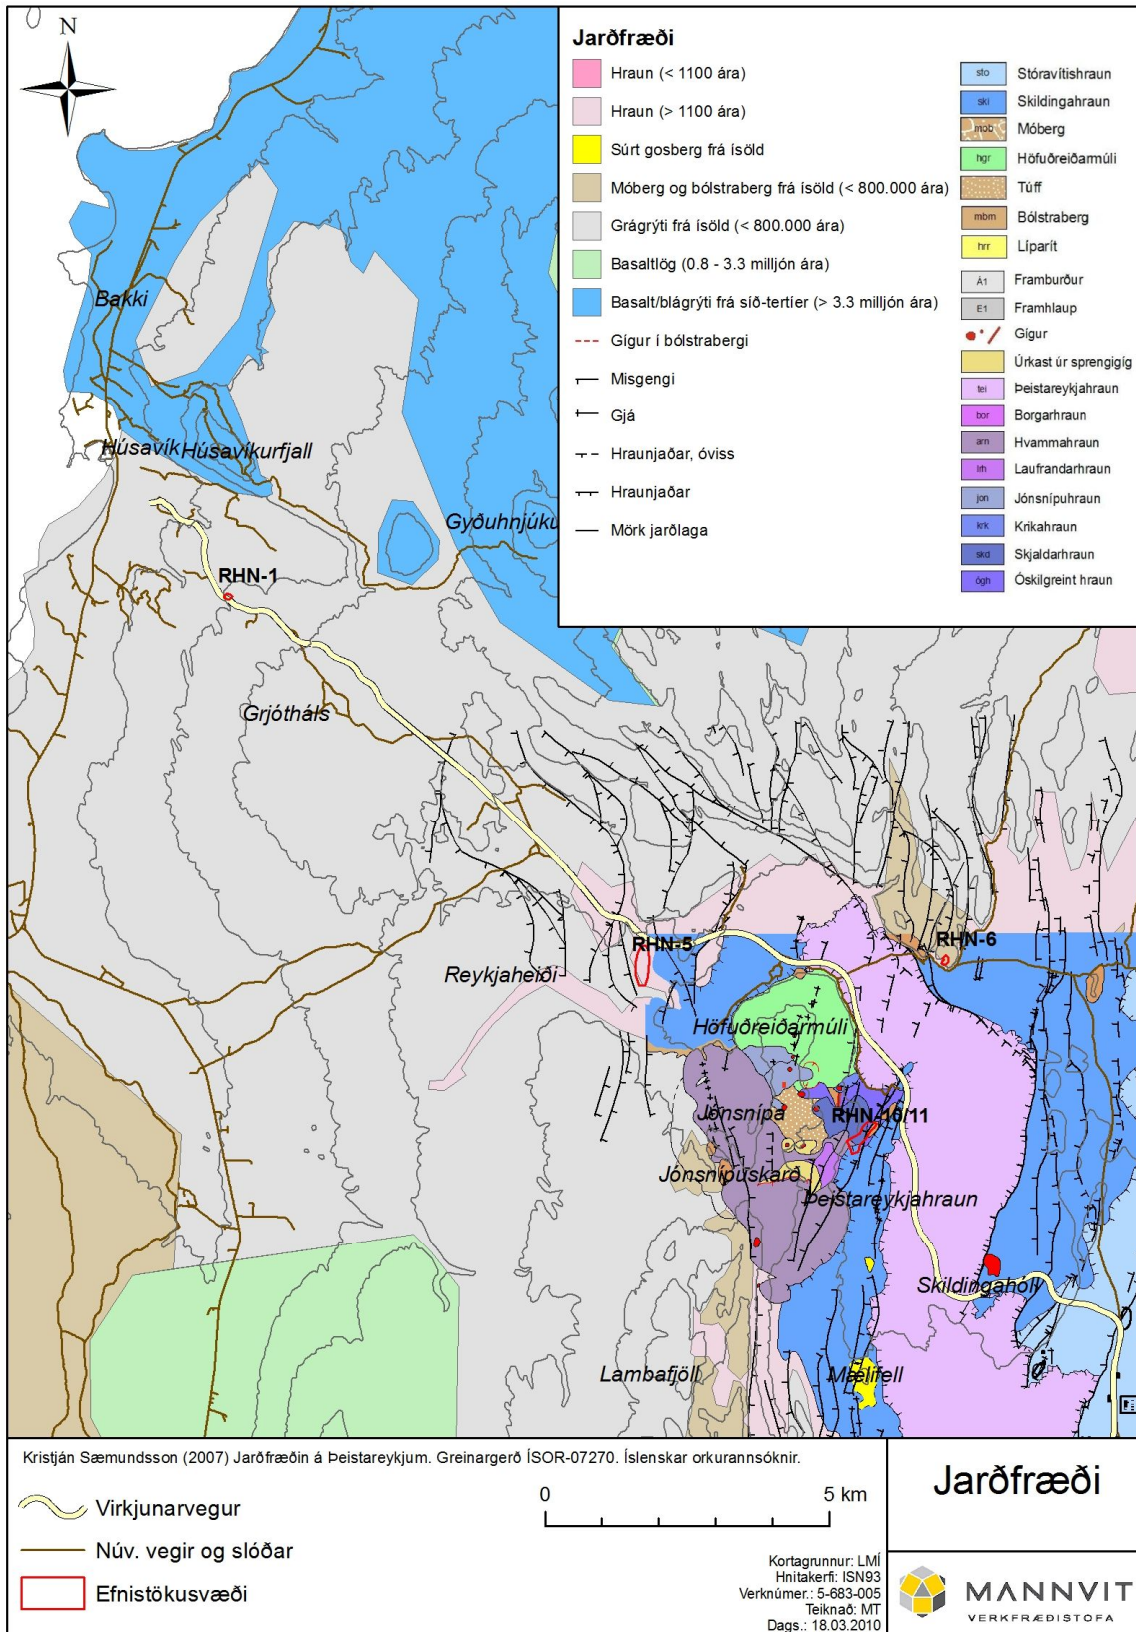 N
Jarðfræði
Hraun (< 1100 ára)
Hraun (> 1100 ára)
Súrt gosberg frá ísöld
Móberg og bólstraberg frá ísöld (< 800.000 ára)
Grágrýti frá ísöld (< 800.000 ára)
Basaltlög (0.8 - 3.3 milljón ára)
Basalt/blágrýti frá síð-tertíer (> 3.3 milljón ára)
Gígur í bólstrabergi
Misgengi
Gjá
Hraunjaðar, óviss
Hraunjaðar
Mörk jarðlaga
sto Stóravítishraun
ski Skildingahraun
mob Móberg
hgr Höfuðreiðarmúli
Túff
mbm Bólstraberg
hrr Líparít
Á1 Framburður
E1 Framhlaup
Gígur
Úrkast úr sprengigíg
tei Þeistareykjahraun
bor Borgarhraun
arn Hvammahraun
lrh Laufrandarhraun
jon Jónsnípuhraun
krk Krikahraun
skd Skjaldarhraun
ógh Óskilgreint hraun
Bakki
Húsavík
Húsavíkurfjall
Gyðuhnjúku
RHN-1
Grjótháls
RHN-5
RHN-6
Reykjaheiði
Höfuðreiðarmúli
Jónsnípa
RHN-10/11
Jónsnípuskarð
Þeistareykjahraun
Skildingahóll
Lambafjöll
Mælifell
Kristján Sæmundsson (2007) Jarðfræðin á Þeistareykjum. Greinargerð ÍSOR-07270. Íslenskar orkurannsóknir.
Virkjunarvegur
Núv. vegir og slóðar
Efnistökusvæði
0 5 km
Kortagrunnur: LMÍ
Hnitakerfi: ISN93
Verknúmer.: 5-683-005
Teiknað: MT
Dags.: 18.03.2010
Jarðfræði
MANNVIT
VERKFRÆÐISTOFA